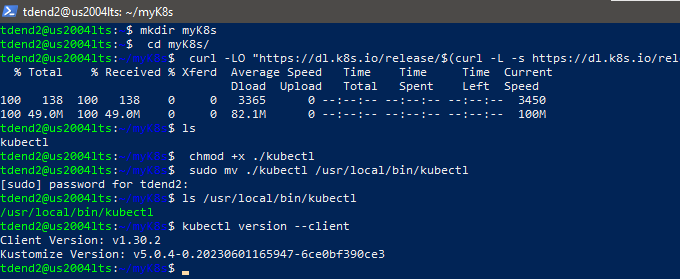 tdend2@us2004lts: ~/myK8s
tdend2@us2004lts:~$ mkdir myK8s
tdend2@us2004lts:~$  cd myK8s/
tdend2@us2004lts:~/myK8s$  curl -LO "https://dl.k8s.io/release/$(curl -L -s https://dl.k8s.io/rele
  % Total    % Received % Xferd  Average Speed   Time    Time     Time  Current
                                 Dload  Upload   Total   Spent    Left  Speed
100   138  100   138    0     0   3365      0 --:--:-- --:--:-- --:--:--  3450
100 49.0M  100 49.0M    0     0  82.1M      0 --:--:-- --:--:-- --:--:--  100M
tdend2@us2004lts:~/myK8s$ ls
kubectl
tdend2@us2004lts:~/myK8s$  chmod +x ./kubectl
tdend2@us2004lts:~/myK8s$  sudo mv ./kubectl /usr/local/bin/kubectl
[sudo] password for tdend2:
tdend2@us2004lts:~/myK8s$ ls /usr/local/bin/kubectl
/usr/local/bin/kubectl
tdend2@us2004lts:~/myK8s$ kubectl version --client
Client Version: v1.30.2
Kustomize Version: v5.0.4-0.20230601165947-6ce0bf390ce3
tdend2@us2004lts:~/myK8s$